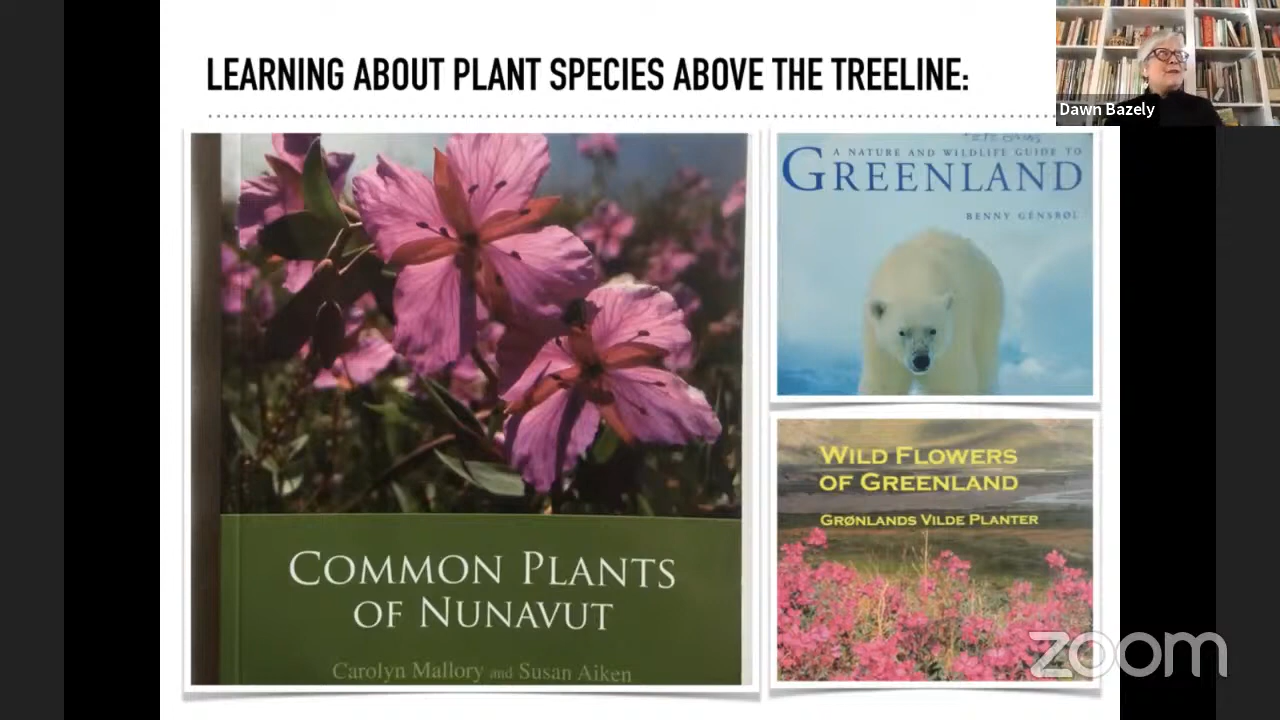 LEARNING ABOUT PLANT SPECIES ABOVE THE TREELINE:
Dawn Bazely
COMMON PLANTS
OF NUNAVUT
Carolyn Mallory and Susan Aiken
A NATURE AND WILDLIFE GUIDE TO
GREENLAND
BENNY GÉNSBØL
WILD FLOWERS
OF GREENLAND
GRØNLANDS VILDE PLANTER
zoom